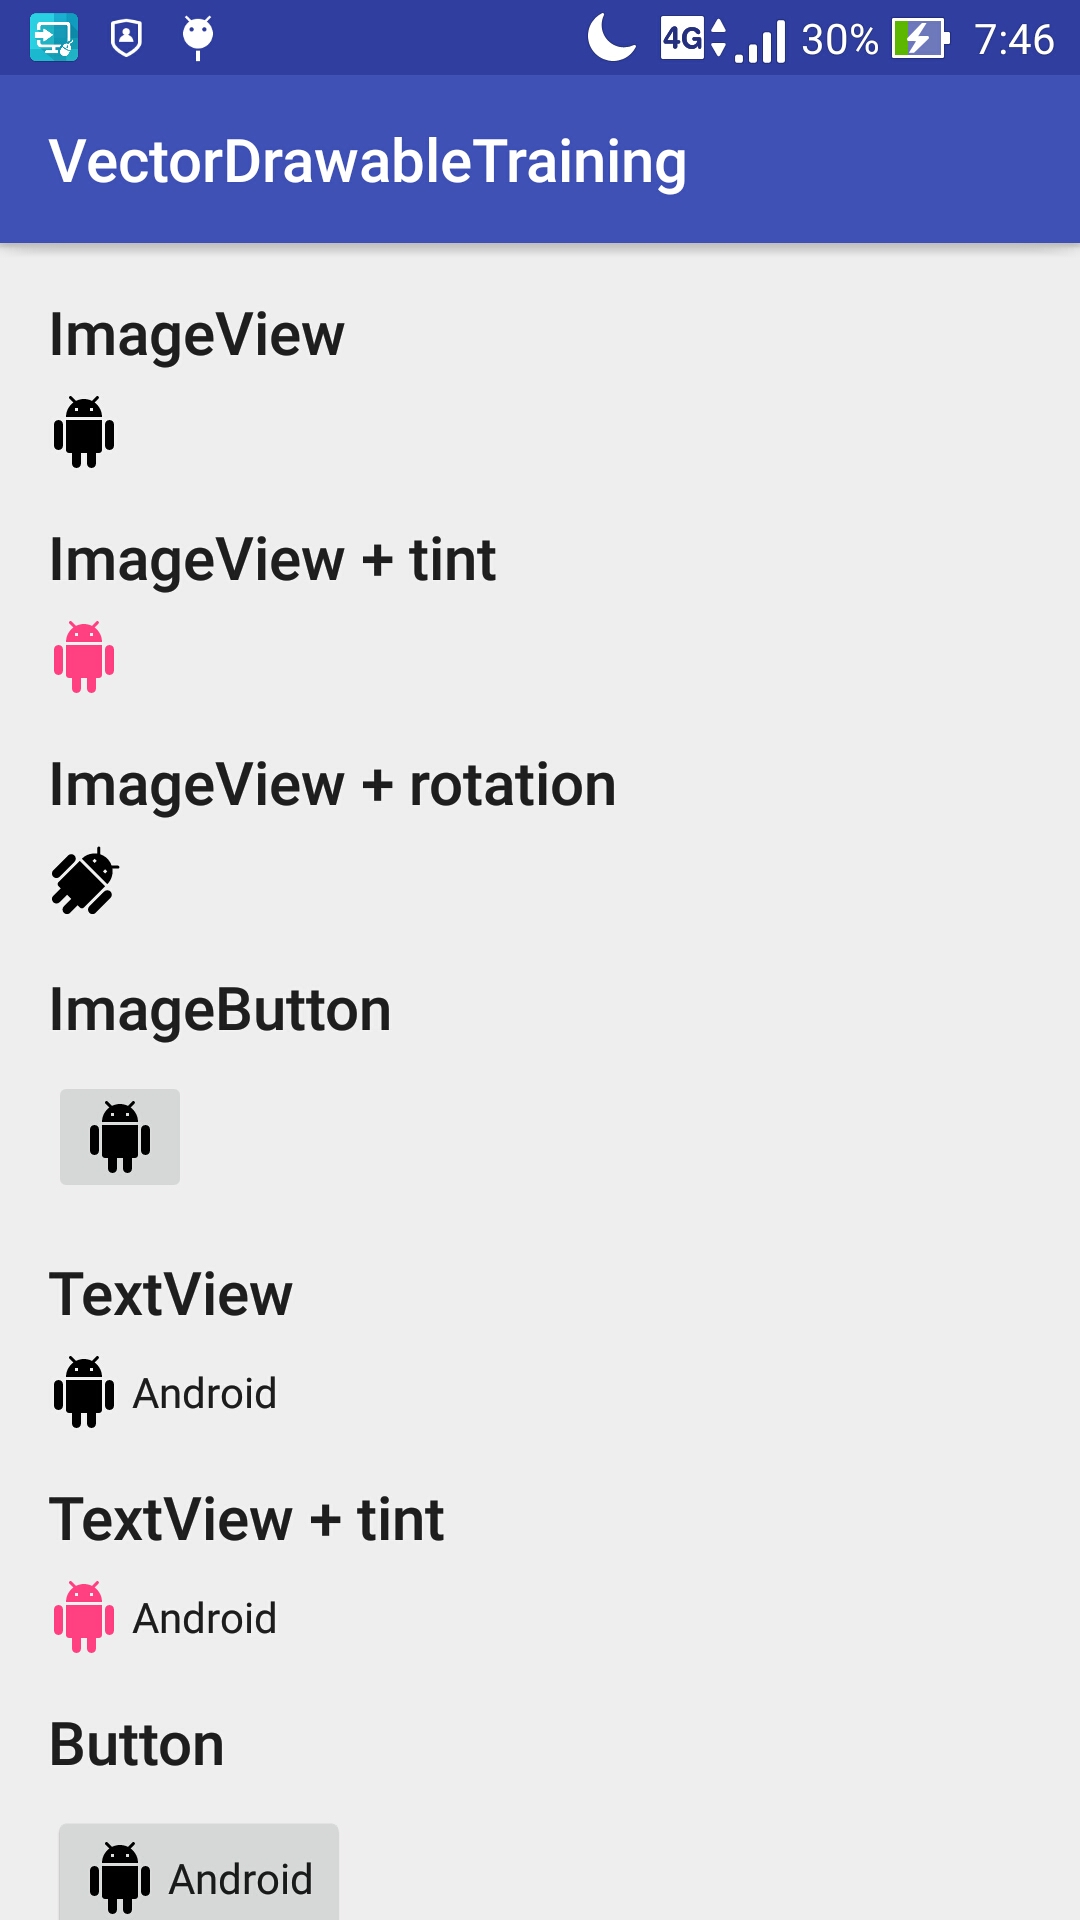 4G 30% 7:46
VectorDrawableTraining
ImageView
ImageView + tint
ImageView + rotation
ImageButton
TextView
Android
TextView + tint
Android
Button
Android